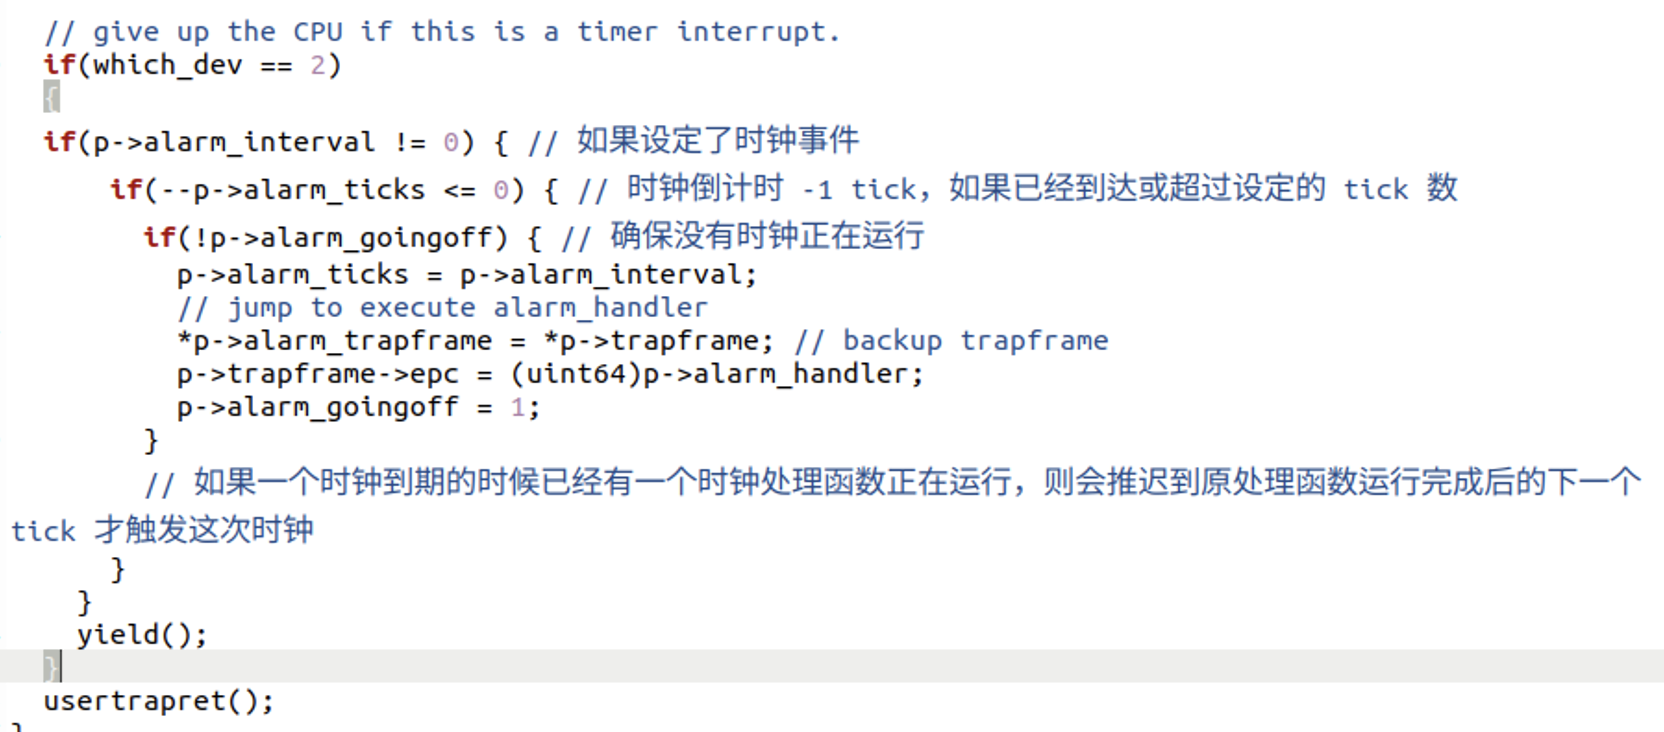 // give up the CPU if this is a timer interrupt.
if(which_dev == 2)
{
if(p->alarm_interval != 0) { // 如果设定了时钟事件
if(--p->alarm_ticks <= 0) { // 时钟倒计时 -1 tick，如果已经到达或超过设定的 tick 数
if(!p->alarm_goingoff) { // 确保没有时钟正在运行
p->alarm_ticks = p->alarm_interval;
// jump to execute alarm_handler
*p->alarm_trapframe = *p->trapframe; // backup trapframe
p->trapframe->epc = (uint64)p->alarm_handler;
p->alarm_goingoff = 1;
}
// 如果一个时钟到期的时候已经有一个时钟处理函数正在运行，则会推迟到原处理函数运行完成后的下一个
tick 才触发这次时钟
}
}
yield();
}
usertrapret();
}